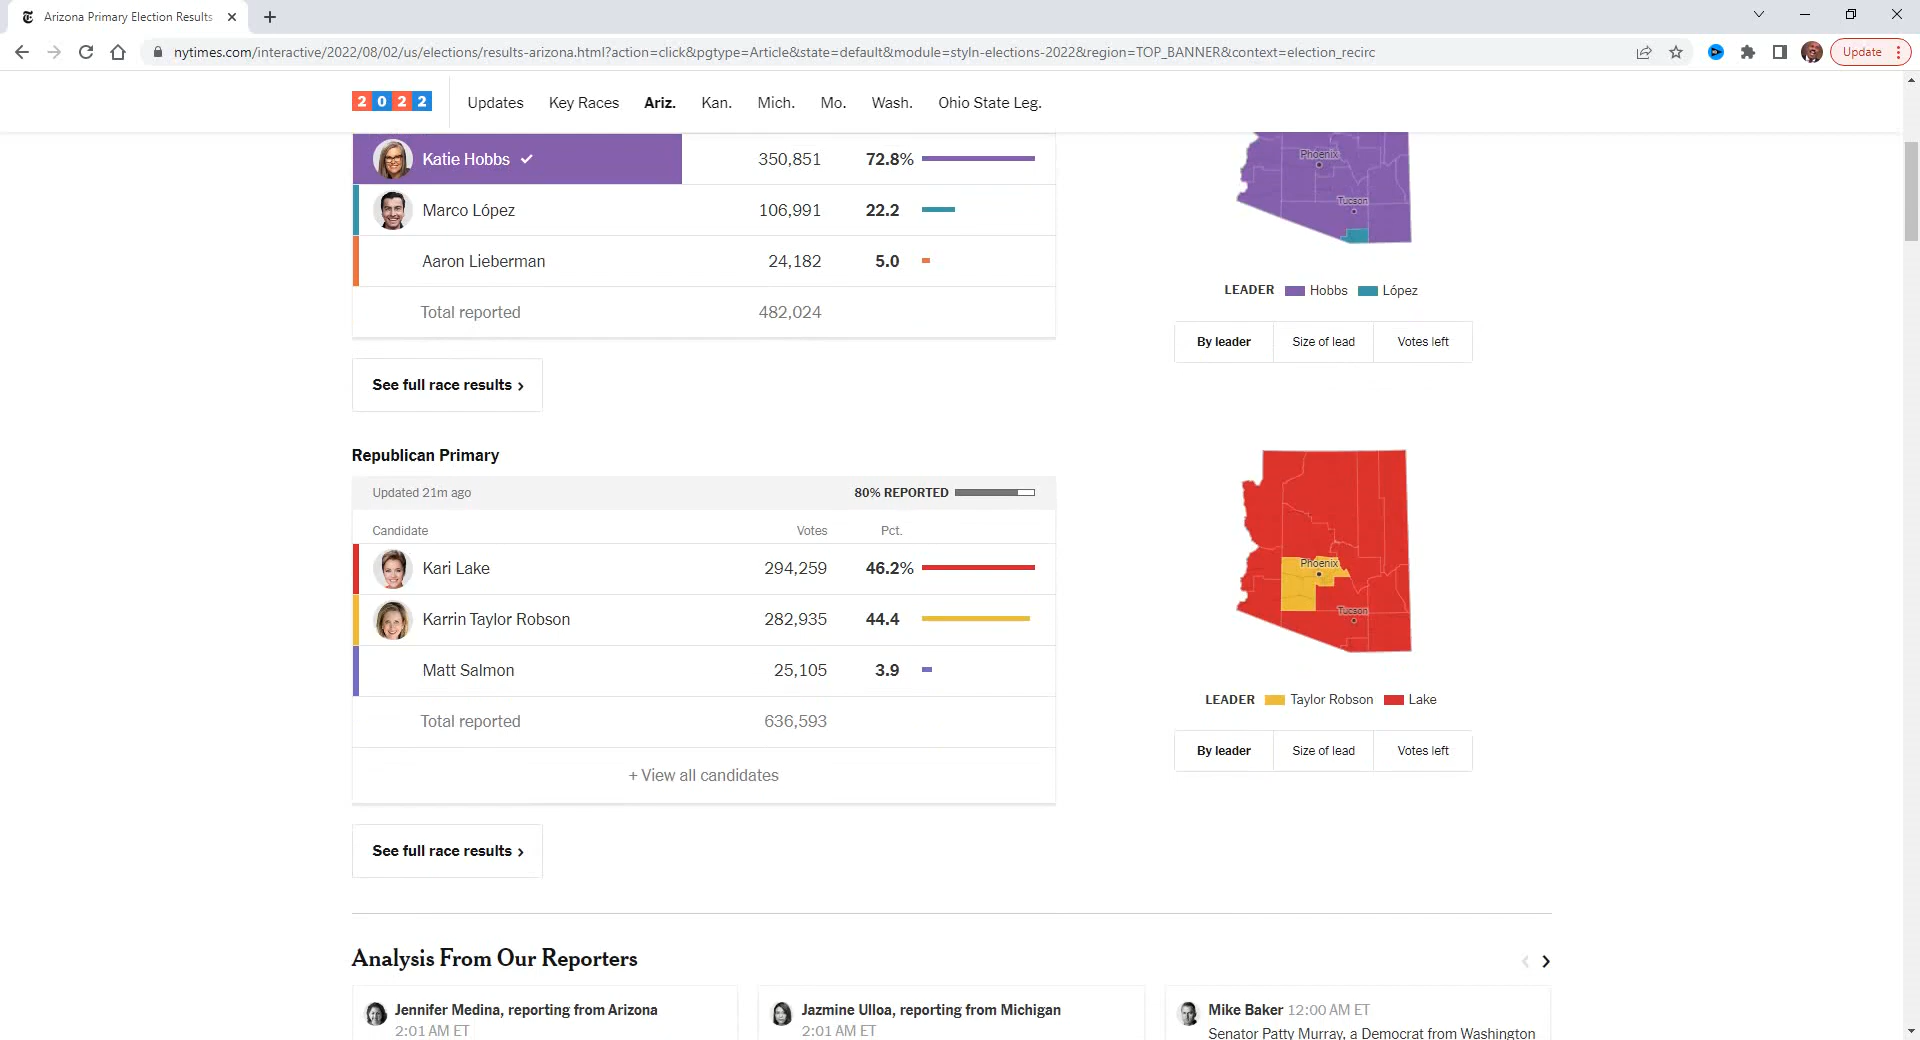 Arizona Primary Election Results
nytimes.com/interactive/2022/08/02/us/elections/results-arizona.html?action=click&pgtype=Article&state=default&module=styln-elections-2022&region=TOP_BANNER&context=election_recirc
Update
2022 Updates Key Races Ariz. Kan. Mich. Mo. Wash. Ohio State Leg.
Katie Hobbs 350,851 72.8%
Marco López 106,991 22.2
Aaron Lieberman 24,182 5.0
Total reported 482,024
Phoenix
Tucson
LEADER Hobbs López
By leader Size of lead Votes left
See full race results ›
Republican Primary
Updated 21m ago 80% REPORTED
Candidate Votes Pct.
Kari Lake 294,259 46.2%
Karrin Taylor Robson 282,935 44.4
Matt Salmon 25,105 3.9
Total reported 636,593
+ View all candidates
Phoenix
Tucson
LEADER Taylor Robson Lake
By leader Size of lead Votes left
See full race results ›
Analysis From Our Reporters
Jennifer Medina, reporting from Arizona
2:01 AM ET
Jazmine Ulloa, reporting from Michigan
2:01 AM ET
Mike Baker 12:00 AM ET
Senator Patty Murray, a Democrat from Washington